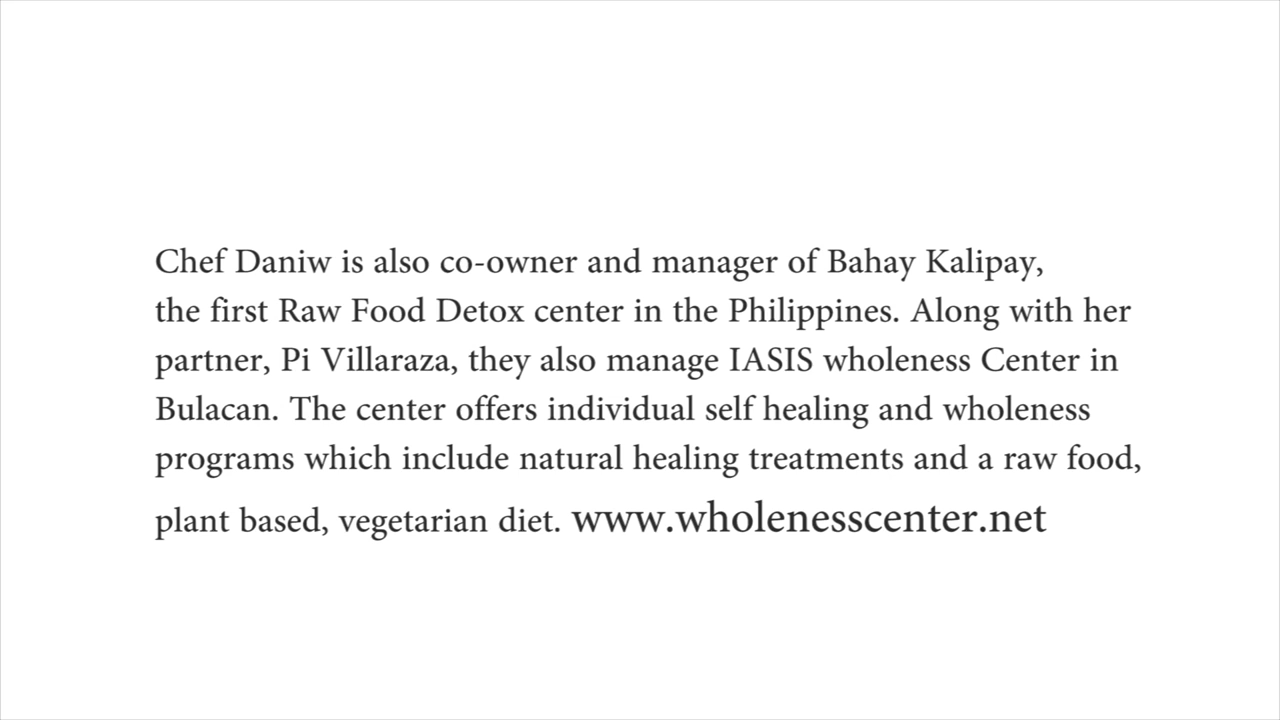 Chef Daniw is also co-owner and manager of Bahay Kalipay,
the first Raw Food Detox center in the Philippines. Along with her
partner, Pi Villaraza, they also manage IASIS wholeness Center in
Bulacan. The center offers individual self healing and wholeness
programs which include natural healing treatments and a raw food,
plant based, vegetarian diet. www.wholenesscenter.net